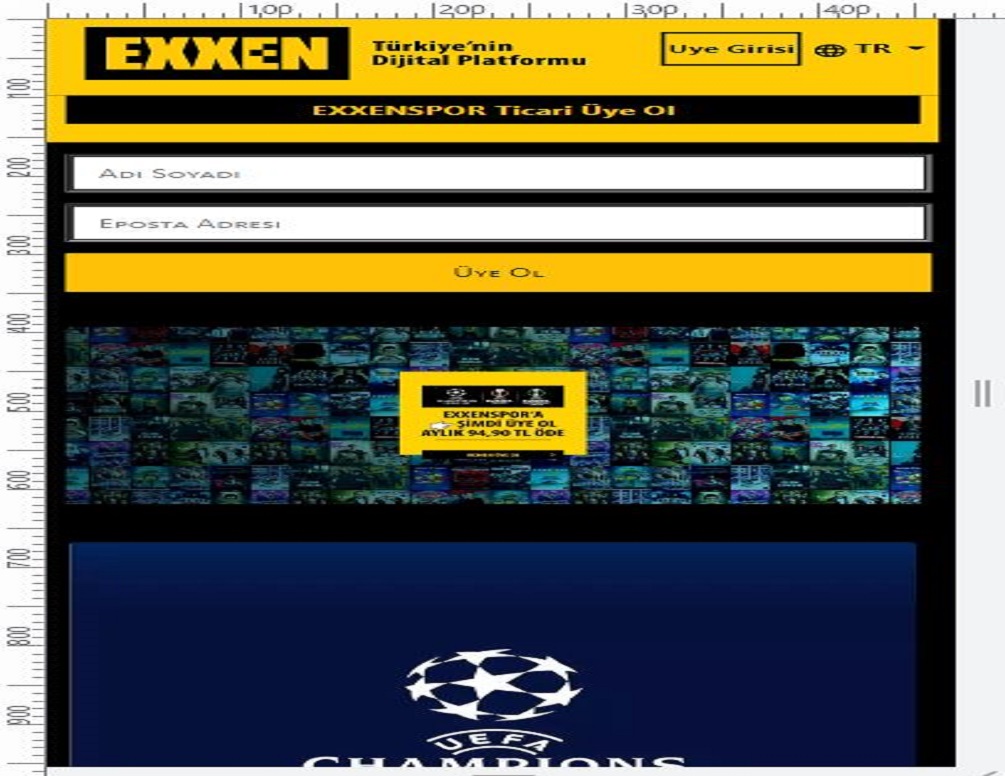 100 200 300 400
EXXEN
Türkiye'nin
Dijital Platformu
Uye Girisi
TR
EXXENSPOR Ticari Üye Ol
Adı Soyadı
Eposta Adresi
Üye Ol
EXXENSPOR'A
ŞİMDİ ÜYE OL
AYLIK 94,90 TL ÖDE
UEFA
CHAMPIONS
100
200
300
400
500
600
700
800
900